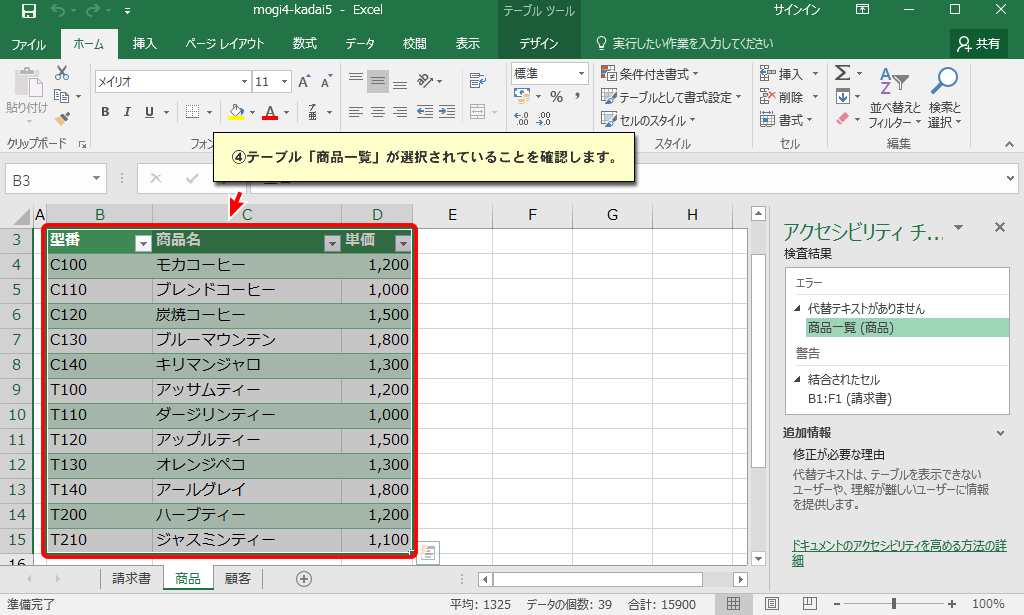 mogi4-kadai5 - Excel
テーブル ツール
サインイン
ファイル ホーム 挿入 ページ レイアウト 数式 データ 校閲 表示 デザイン 実行したい作業を入力してください 共有
貼り付け
クリップボード
メイリオ 11
B I U
フォン
標準
% ,
条件付き書式
テーブルとして書式設定
セルのスタイル
スタイル
挿入
削除
書式
セル
並べ替えと
フィルター
検索と
選択
編集
④テーブル「商品一覧」が選択されていることを確認します。
B3
A B C D E F G H
3 型番 商品名 単価
4 C100 モカコーヒー 1,200
5 C110 ブレンドコーヒー 1,000
6 C120 炭焼コーヒー 1,500
7 C130 ブルーマウンテン 1,800
8 C140 キリマンジャロ 1,300
9 T100 アッサムティー 1,200
10 T110 ダージリンティー 1,000
11 T120 アップルティー 1,500
12 T130 オレンジペコ 1,300
13 T140 アールグレイ 1,800
14 T200 ハーブティー 1,200
15 T210 ジャスミンティー 1,100
16
アクセシビリティ チ...
検査結果
エラー
代替テキストがありません
商品一覧 (商品)
警告
結合されたセル
B1:F1 (請求書)
追加情報
修正が必要な理由
代替テキストは、テーブルを表示できない
ユーザーや、理解が難しいユーザーに情報
を提供します。
ドキュメントのアクセシビリティを高める方法の詳
細
請求書 商品 顧客
準備完了
平均: 1325 データの個数: 39 合計: 15900
100%